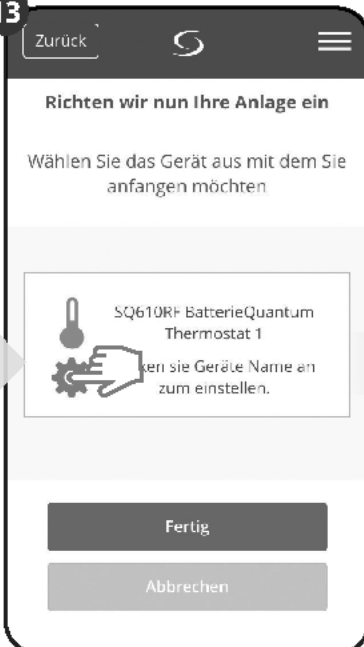 13
Zurück
Richten wir nun Ihre Anlage ein
Wählen Sie das Gerät aus mit dem Sie
anfangen möchten
SQ610RF BatterieQuantum
Thermostat 1
ken sie Geräte Name an
zum einstellen.
Fertig
Abbrechen